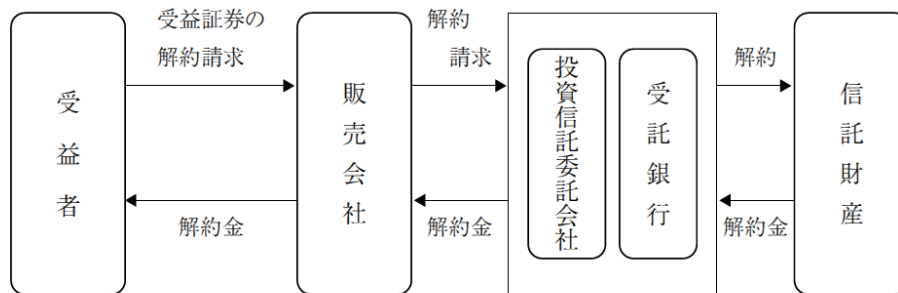 受益者
受益証券の
解約請求
解約金
販売会社
解約
請求
解約金
投資信託委託会社
受託銀行
解約
解約金
信託財産